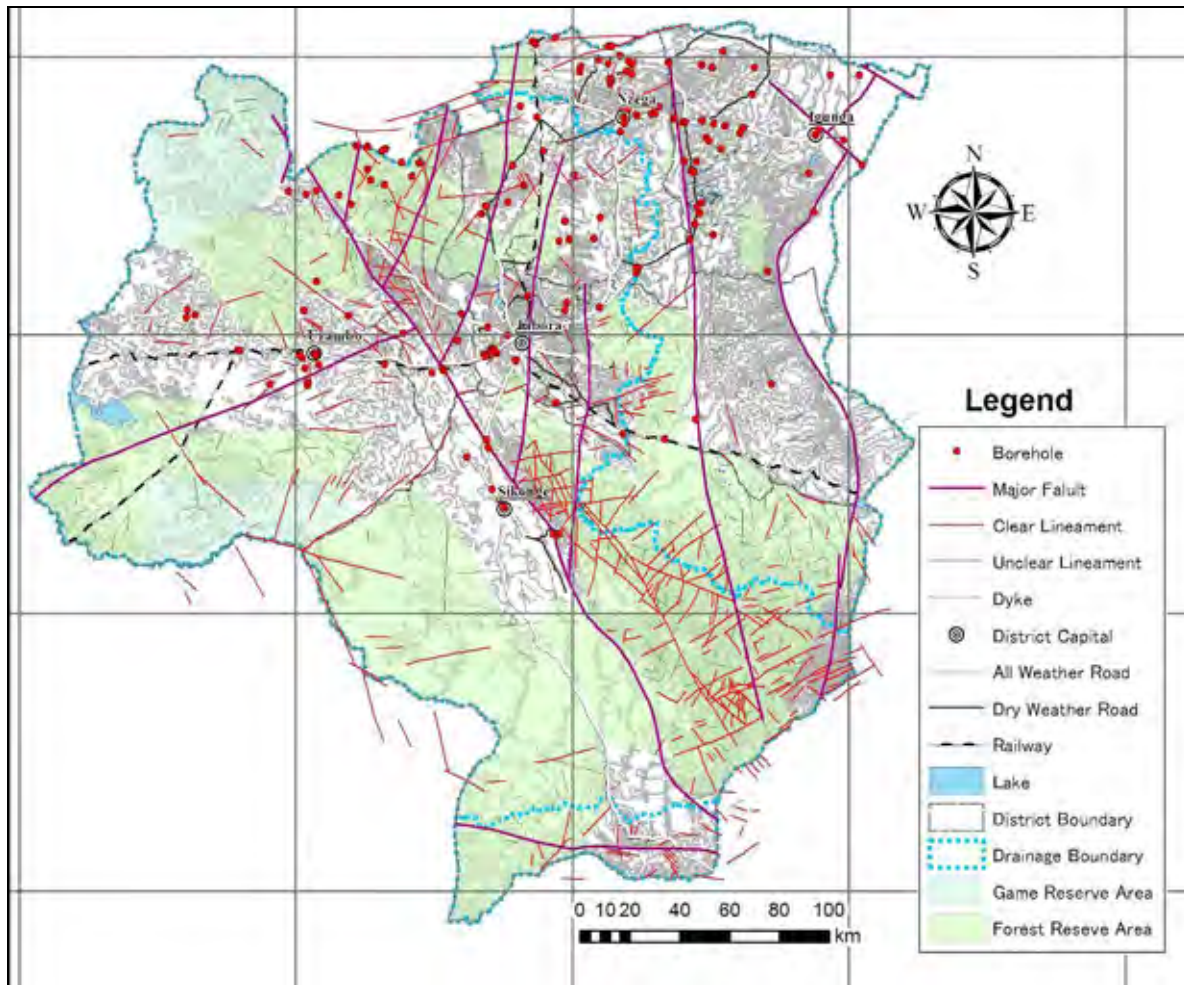 Nzega
Igunga
N
W E
S
Tabora
Urambo
Sikonge
Legend
Borehole
Major Falult
Clear Lineament
Unclear Lineament
Dyke
District Capital
All Weather Road
Dry Weather Road
Railway
Lake
District Boundary
Drainage Boundary
Game Reserve Area
Forest Reseve Area
0 10 20 40 60 80 100
km